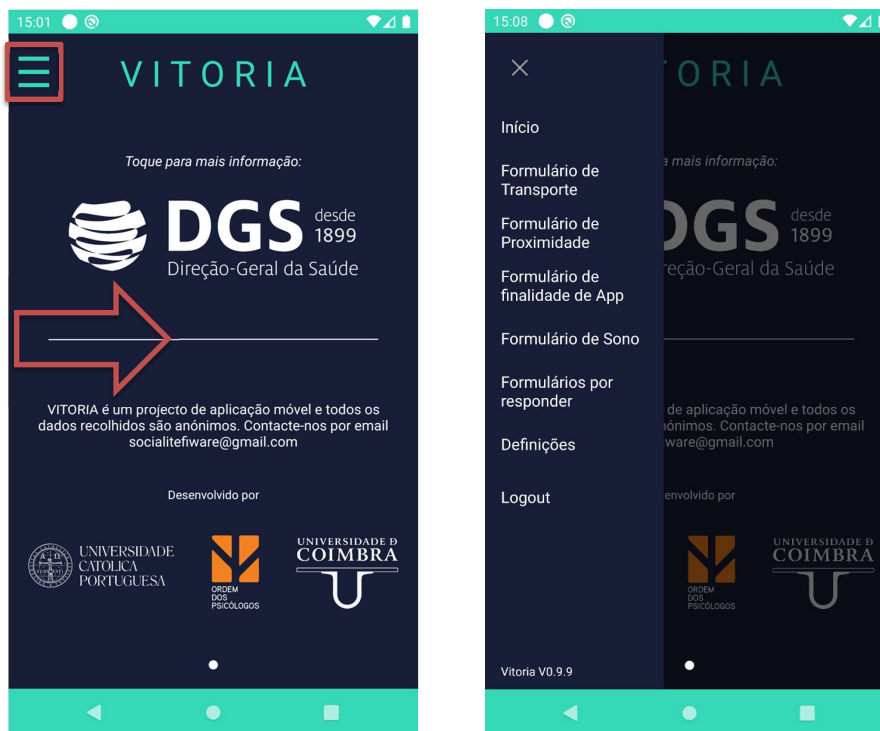 15:01
VITORIA
Toque para mais informação:
DGS desde
1899
Direção-Geral da Saúde
VITORIA é um projecto de aplicação móvel e todos os
dados recolhidos são anónimos. Contacte-nos por email
socialitefiware@gmail.com
Desenvolvido por
UNIVERSIDADE
CATÓLICA
PORTUGUESA
ORDEM
DOS
PSICÓLOGOS
UNIVERSIDADE D
COIMBRA
15:08
ORIA
Início
Formulário de
Transporte
Formulário de
Proximidade
Formulário de
finalidade de App
Formulário de Sono
Formulários por
responder
Definições
Logout
Vitoria V0.9.9
a mais informação:
DGS desde
1899
reção-Geral da Saúde
de aplicação móvel e todos os
nónimos. Contacte-nos por email
ware@gmail.com
envolvido por
ORDEM
DOS
PSICÓLOGOS
UNIVERSIDADE D
COIMBRA